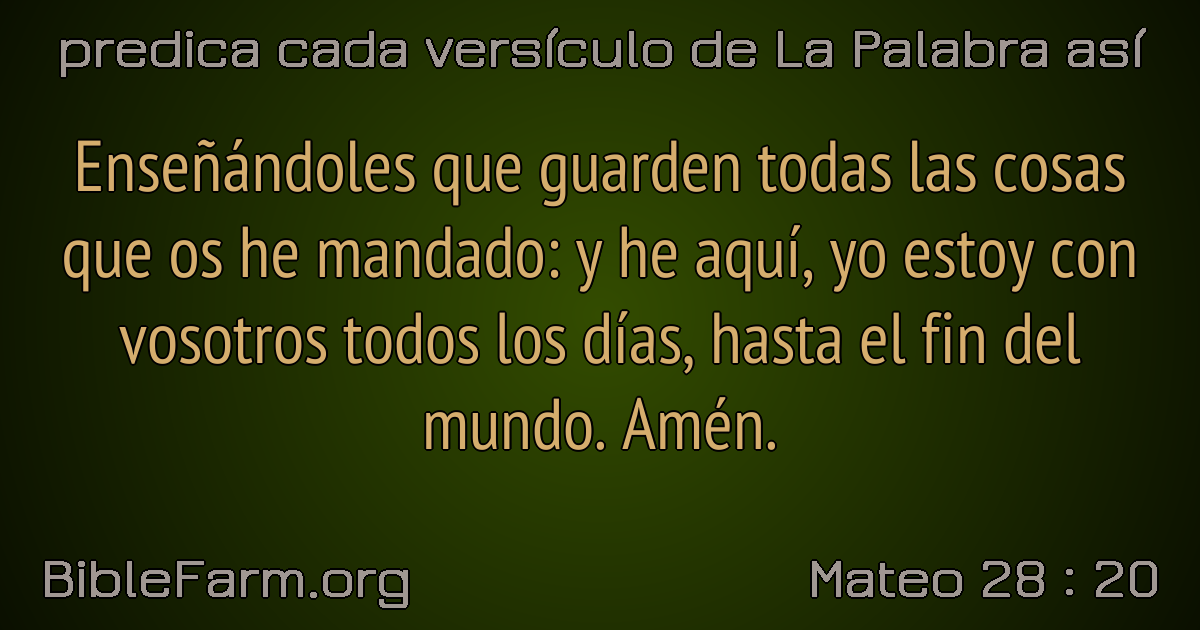 predica cada versículo de La Palabra así
Enseñándoles que guarden todas las cosas
que os he mandado: y he aquí, yo estoy con
vosotros todos los días, hasta el fin del
mundo. Amén.
BibleFarm.org
Mateo 28 : 20